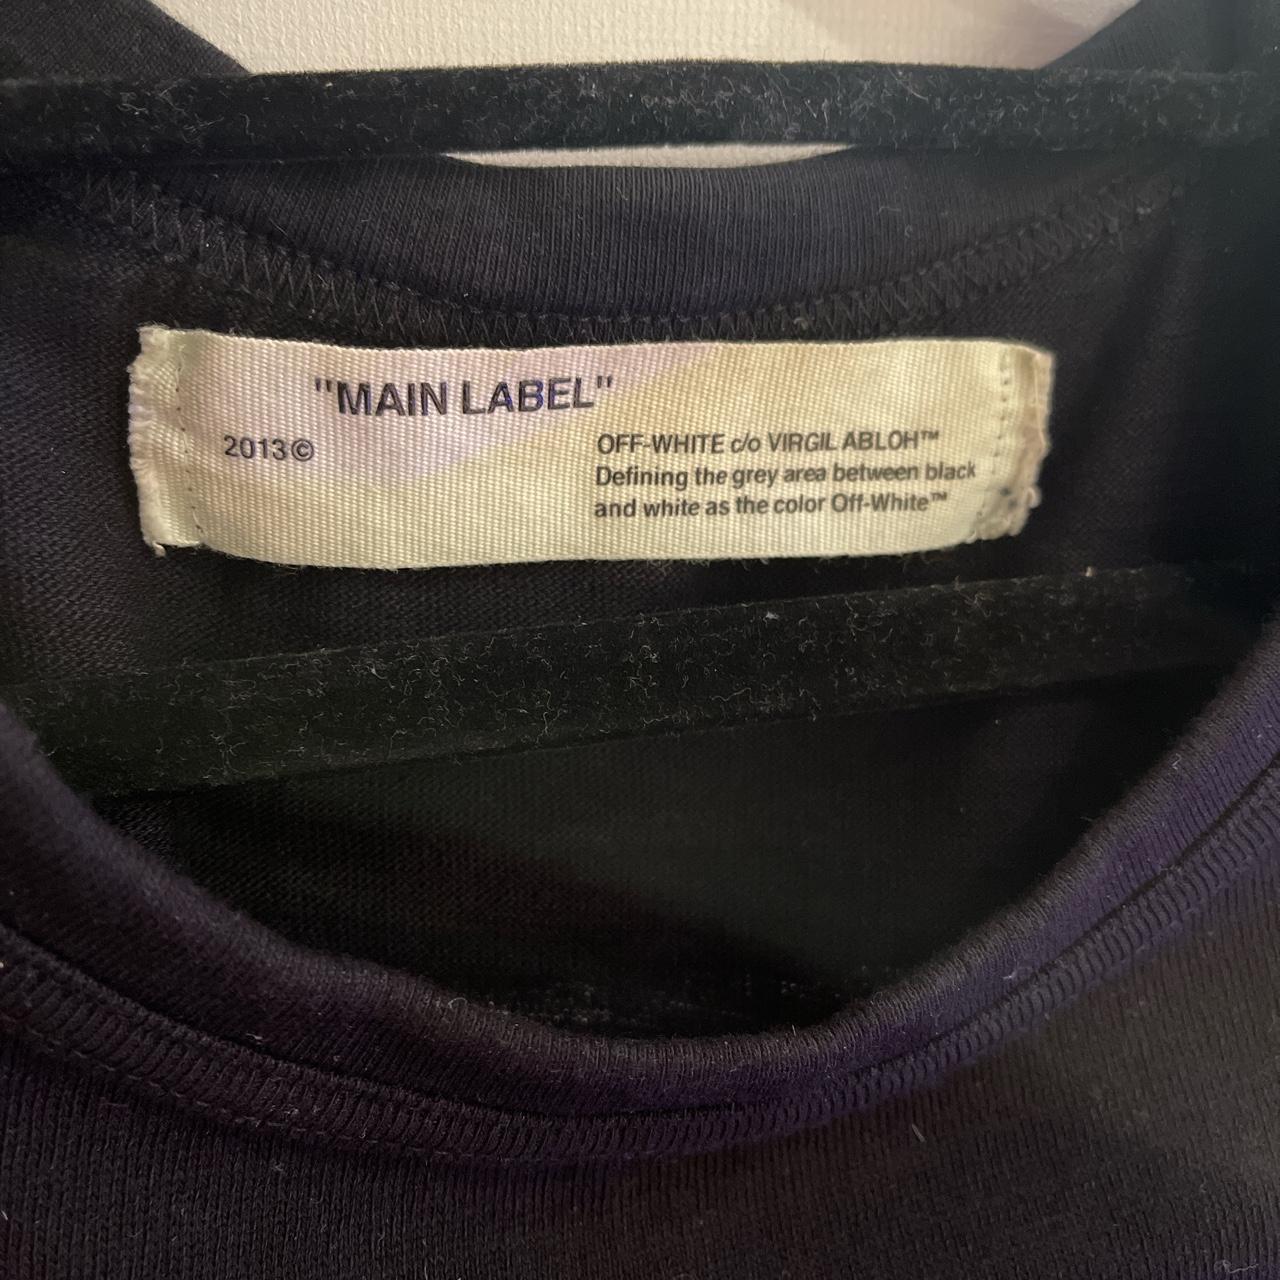 "MAIN LABEL"
2013©
OFF-WHITE c/o VIRGIL ABLOH™
Defining the grey area between black
and white as the color Off-White™